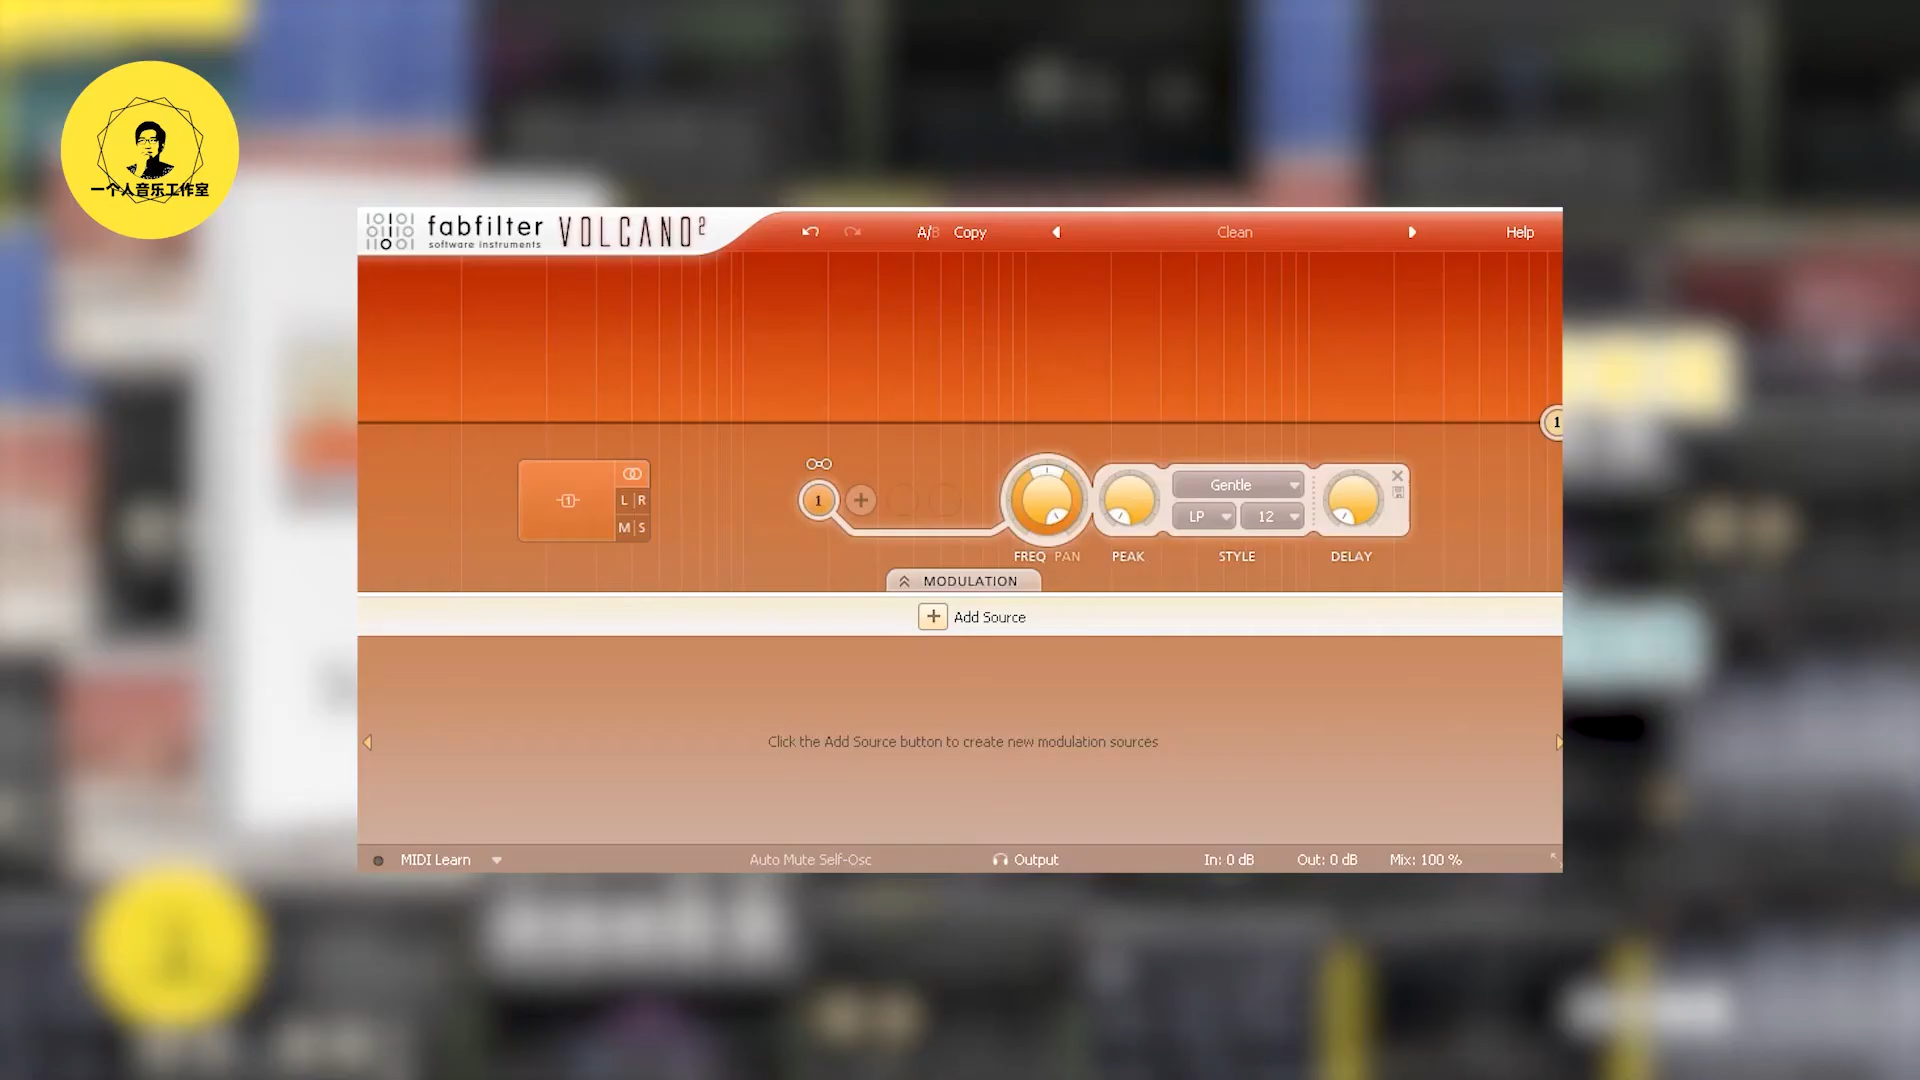 一个人音乐工作室
fabfilter VOLCANO2
software instruments
A/B Copy Clean Help
1
1
L R
M S
1
Gentle
LP 12
FREQ PAN PEAK STYLE DELAY
MODULATION
Add Source
Click the Add Source button to create new modulation sources
MIDI Learn Auto Mute Self-Osc Output In: 0 dB Out: 0 dB Mix: 100 %